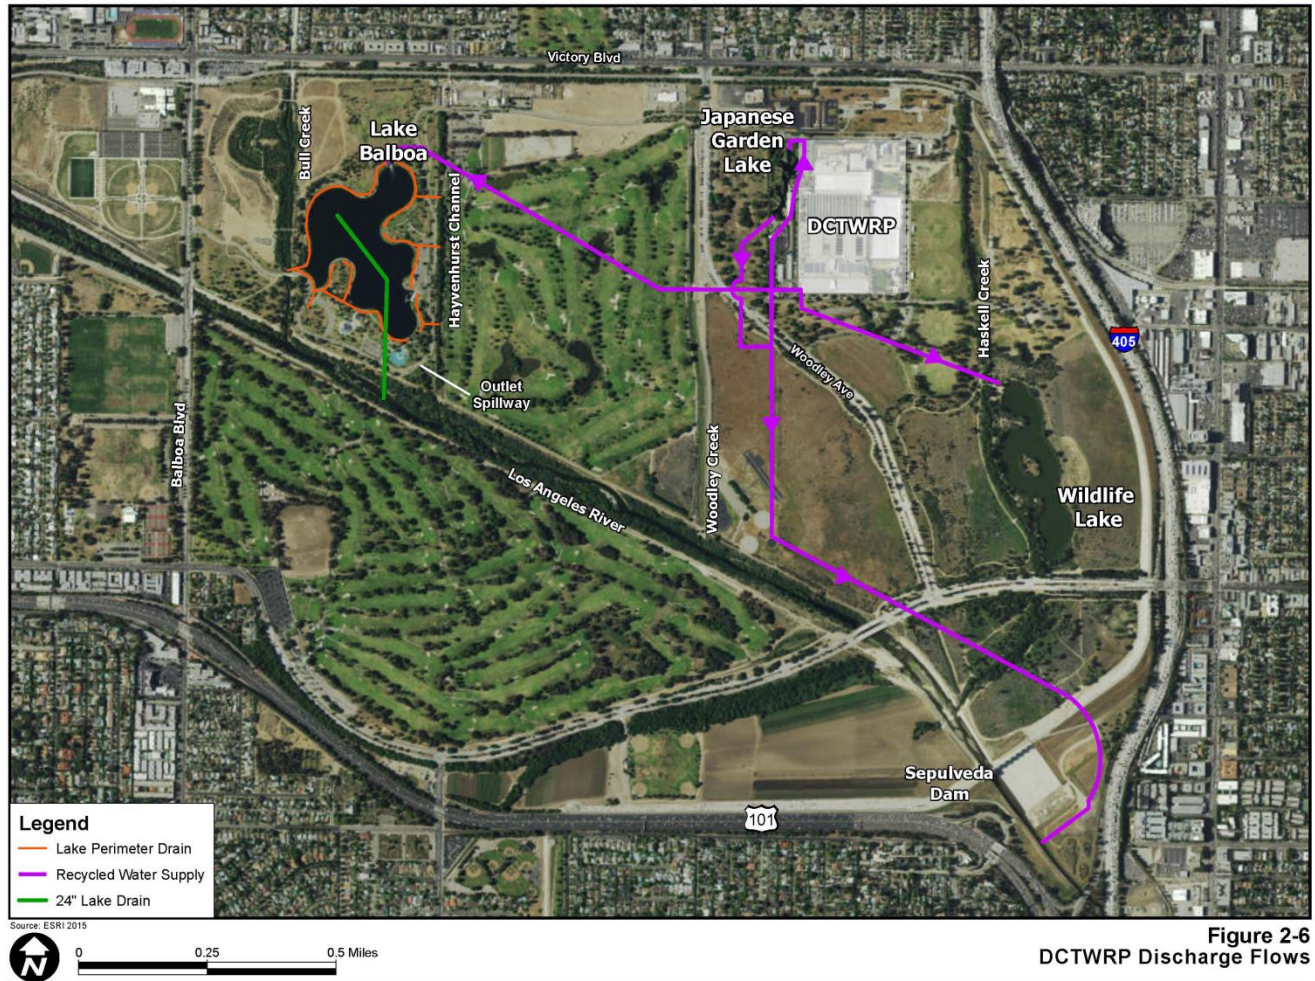 Victory Blvd
Japanese
Garden
Lake
Lake
Balboa
Bull Creek
Hayvenhurst Channel
DCTWRP
Haskell Creek
405
Woodley Ave
Outlet
Spillway
Balboa Blvd
Los Angeles River
Woodley Creek
Wildlife
Lake
Sepulveda
Dam
101
Legend
Lake Perimeter Drain
Recycled Water Supply
24" Lake Drain
Source: ESRI 2015
N
0 0.25 0.5 Miles
Figure 2-6
DCTWRP Discharge Flows